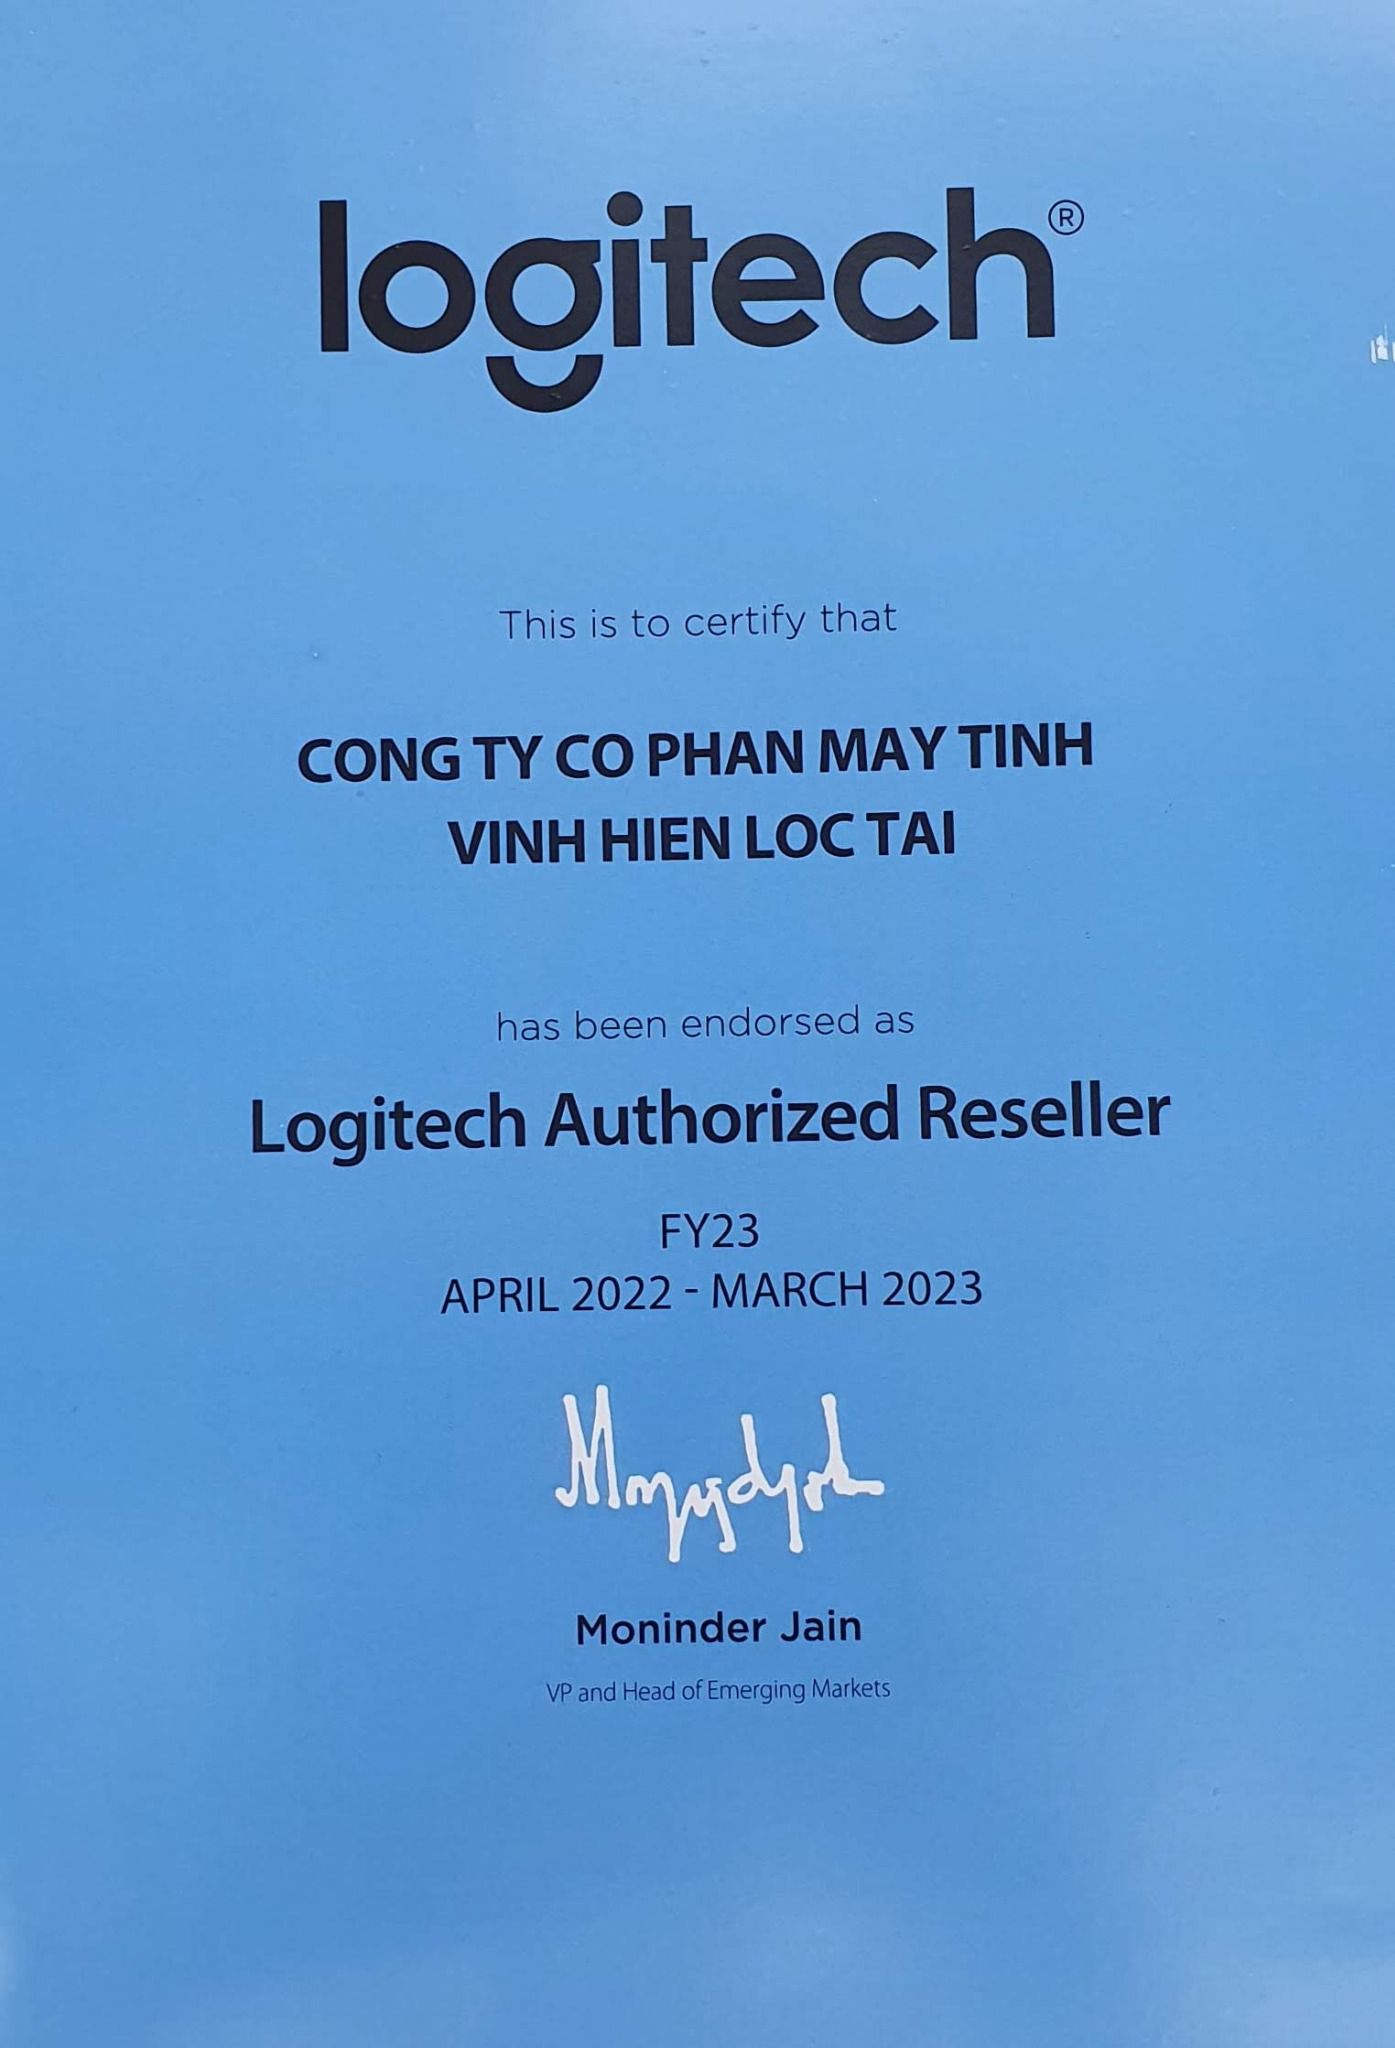 logitech®
This is to certify that
CONG TY CO PHAN MAY TINH
VINH HIEN LOC TAI
has been endorsed as
Logitech Authorized Reseller
FY23
APRIL 2022 - MARCH 2023
Moninder Jain
VP and Head of Emerging Markets